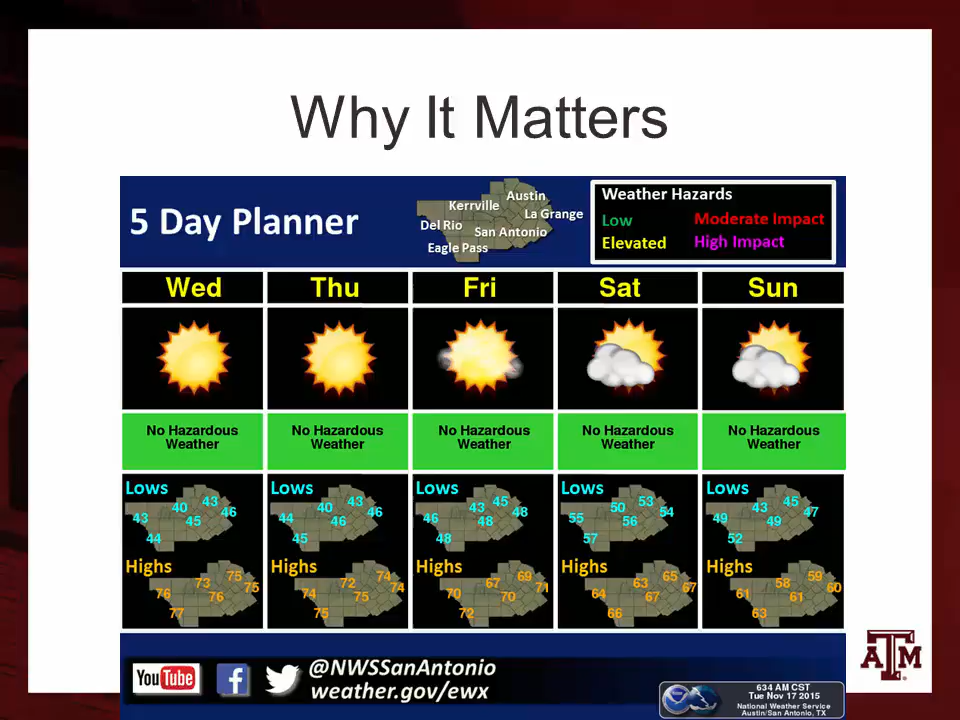 Why It Matters
5 Day Planner
Austin
Kerrville
La Grange
Del Rio
San Antonio
Eagle Pass
Weather Hazards
Low Moderate Impact
Elevated High Impact
Wed Thu Fri Sat Sun
No Hazardous No Hazardous No Hazardous No Hazardous No Hazardous
Weather Weather Weather Weather Weather
Lows Lows Lows Lows Lows
43 40 43 46 45 44
44 40 43 46 46 45
46 43 45 48 48 48
55 50 53 54 56 57
49 43 45 47 49 52
Highs Highs Highs Highs Highs
76 73 75 75 76 77
74 72 74 74 75 75
70 67 69 71 70 72
64 63 65 67 67 66
61 58 59 60 61 63
YouTube f @NWSSanAntonio
weather.gov/ewx
634 AM CST
Tue Nov 17 2015
National Weather Service
Austin/San Antonio, TX
ATM